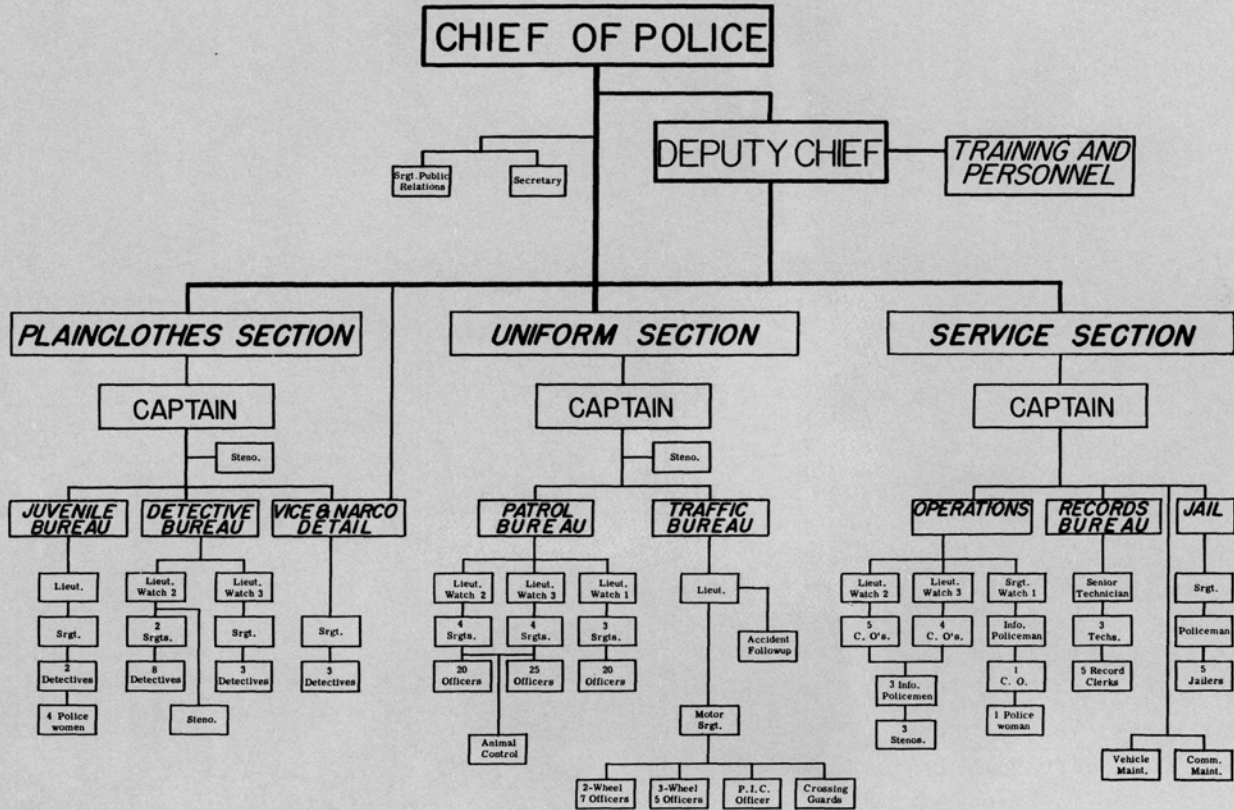 CHIEF OF POLICE
DEPUTY CHIEF
TRAINING AND
PERSONNEL
Srgt. Public
Relations
Secretary
PLAINCLOTHES SECTION
UNIFORM SECTION
SERVICE SECTION
CAPTAIN
CAPTAIN
CAPTAIN
Steno.
Steno.
JUVENILE
BUREAU
DETECTIVE
BUREAU
VICE & NARCO
DETAIL
PATROL
BUREAU
TRAFFIC
BUREAU
OPERATIONS
RECORDS
BUREAU
JAIL
Lieut.
Srgt.
2
Detectives
4 Police
women
Lieut.
Watch 2
2
Srgts.
8
Detectives
Steno.
Lieut.
Watch 3
Srgt.
3
Detectives
Srgt.
3
Detectives
Lieut.
Watch 2
4
Srgts.
20
Officers
Lieut.
Watch 3
4
Srgts.
25
Officers
Animal
Control
Lieut.
Watch 1
3
Srgts.
20
Officers
Lieut.
Accident
Followup
Motor
Srgt.
2-Wheel
7 Officers
3-Wheel
5 Officers
P.I.C.
Officer
Crossing
Guards
Lieut.
Watch 2
5
C. O's.
Lieut.
Watch 3
4
C. O's.
3 Info.
Policemen
3
Stenos.
Srgt.
Watch 1
Info.
Policeman
1
C. O.
1 Police
woman
Senior
Technician
3
Techs.
5 Record
Clerks
Srgt.
Policeman
5
Jailers
Vehicle
Maint.
Comm.
Maint.